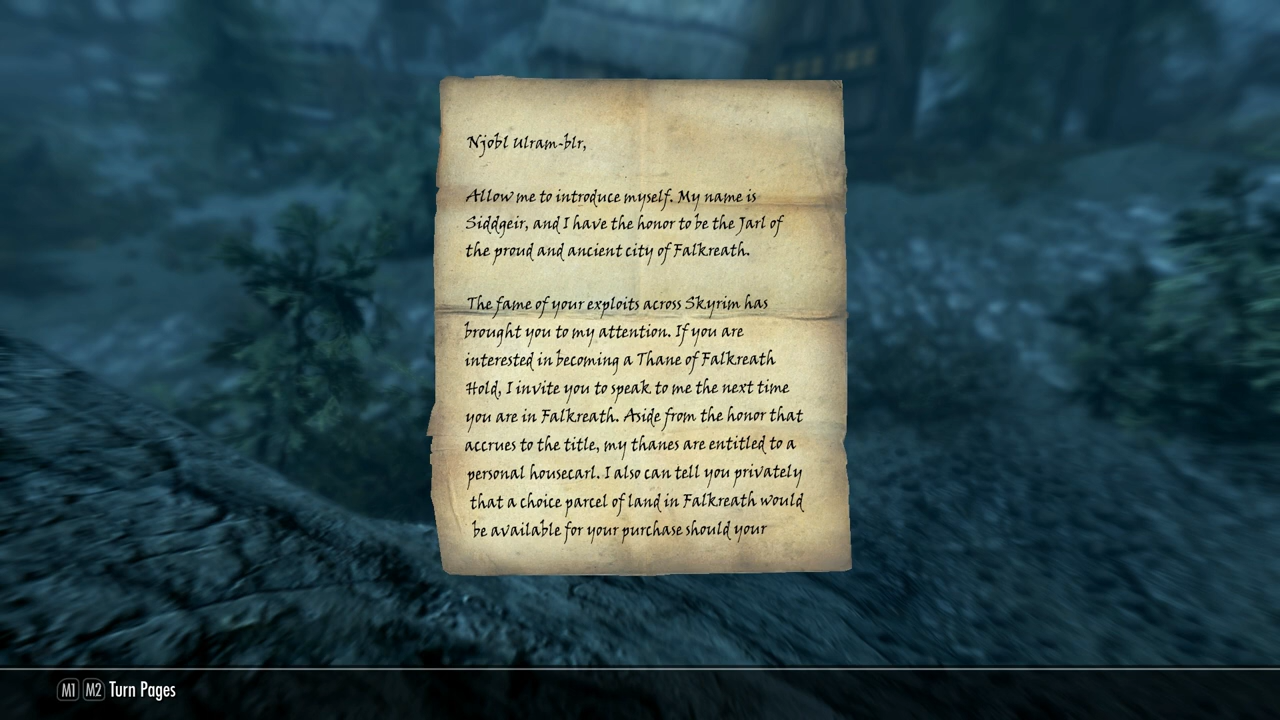 Njobl Ulram-blr,
Allow me to introduce myself. My name is
Siddgeir, and I have the honor to be the Jarl of
the proud and ancient city of Falkreath.
The fame of your exploits across Skyrim has
brought you to my attention. If you are
interested in becoming a Thane of Falkreath
Hold, I invite you to speak to me the next time
you are in Falkreath. Aside from the honor that
accrues to the title, my thanes are entitled to a
personal housecarl. I also can tell you privately
that a choice parcel of land in Falkreath would
be available for your purchase should your
M1 M2 Turn Pages